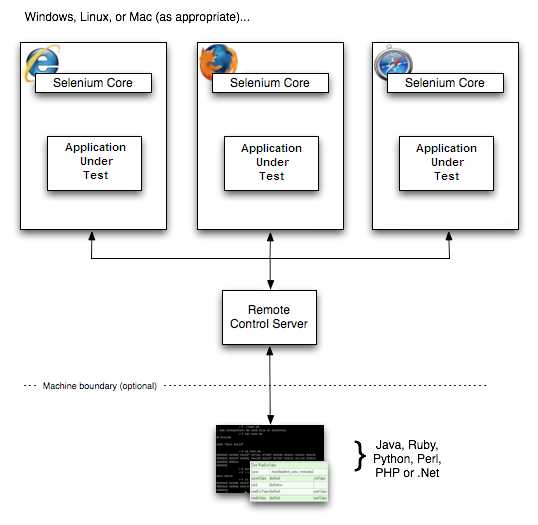 Windows, Linux, or Mac (as appropriate)...
Selenium Core
Selenium Core
Selenium Core
Application
Under
Test
Application
Under
Test
Application
Under
Test
Remote
Control Server
Machine boundary (optional)
Java, Ruby,
Python, Perl,
PHP or .Net